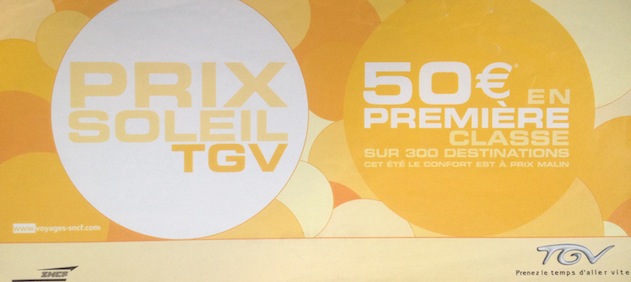 PRIX
SOLEIL
TGV
50€* EN
PREMIÈRE
CLASSE
SUR 300 DESTINATIONS
CET ÉTÉ LE CONFORT EST À PRIX MALIN
www.voyages-sncf.com
SNCF
TGV
Prenez le temps d'aller vite